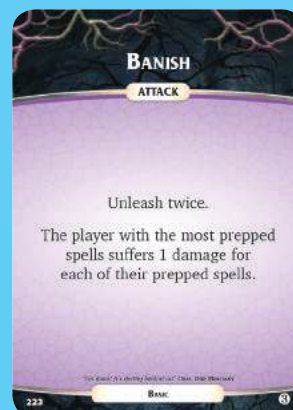 BANISH
ATTACK
Unleash twice.
The player with the most prepped
spells suffers 1 damage for
each of their prepped spells.
BASIC
223
3